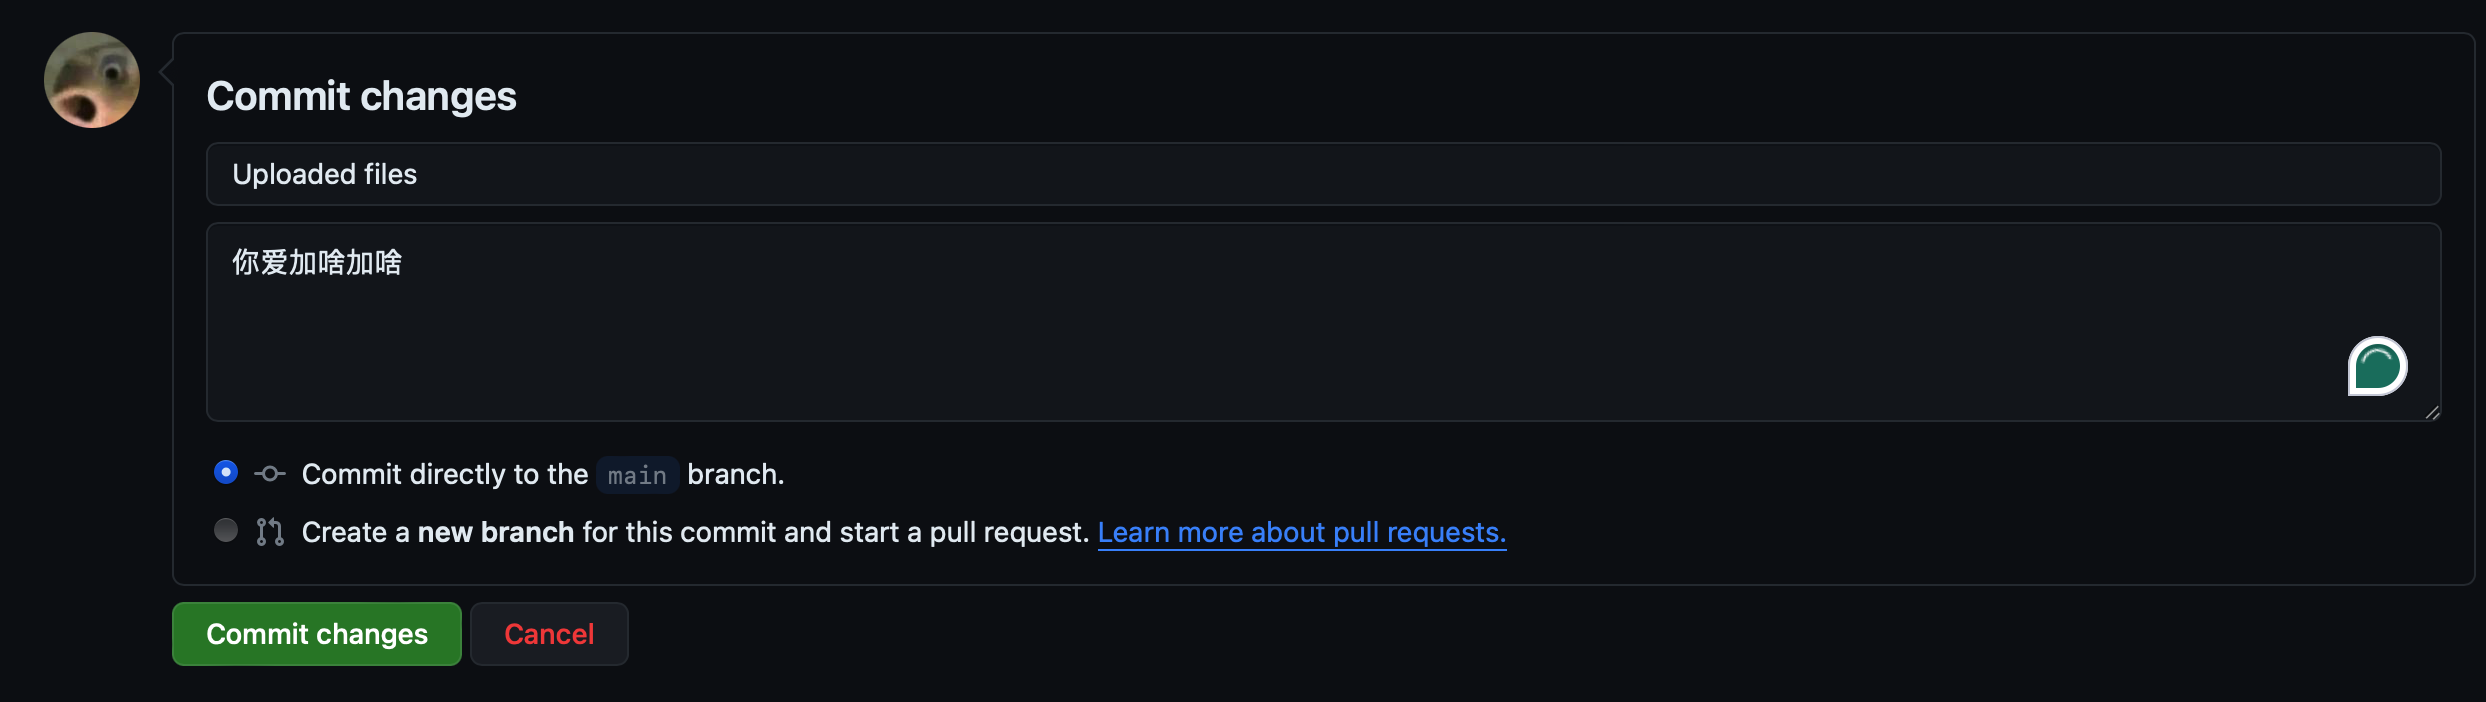 Commit changes
Uploaded files
你爱加啥加啥
Commit directly to the main branch.
Create a new branch for this commit and start a pull request. Learn more about pull requests.
Commit changes
Cancel